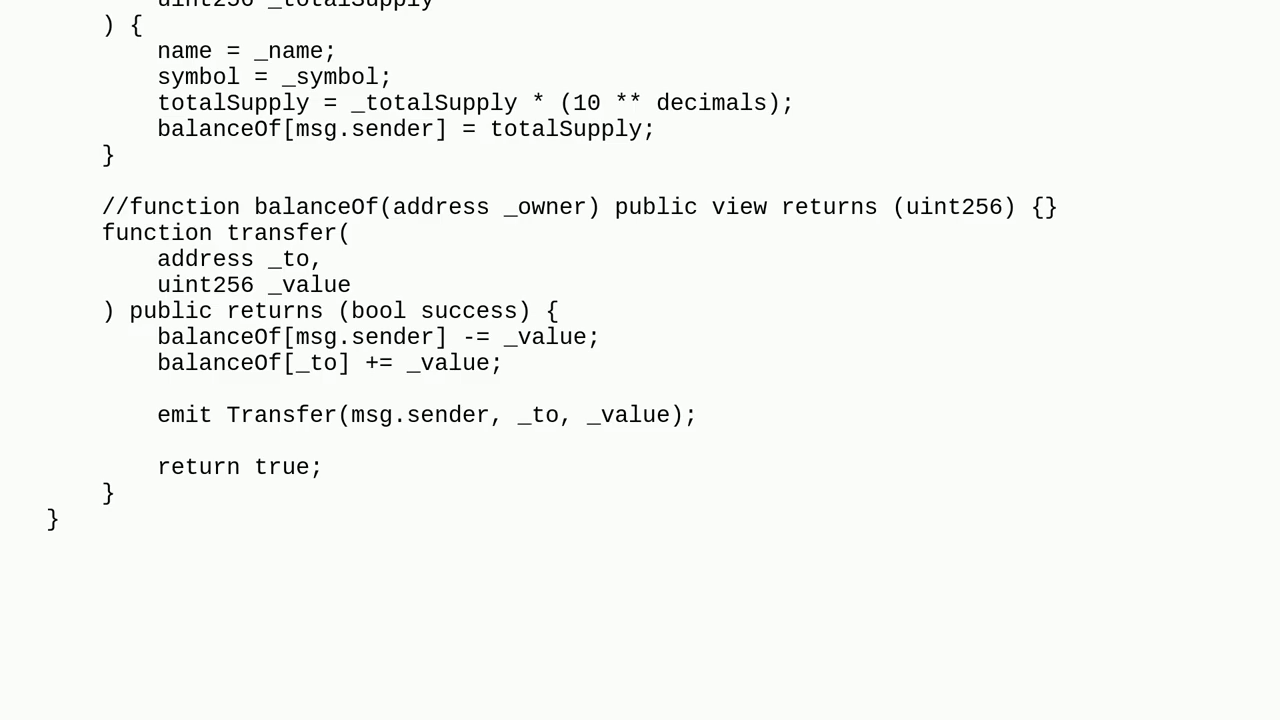 uint256 _totalSupply
) {
name = _name;
symbol = _symbol;
totalSupply = _totalSupply * (10 ** decimals);
balanceOf[msg.sender] = totalSupply;
}
//function balanceOf(address _owner) public view returns (uint256) {}
function transfer(
address _to,
uint256 _value
) public returns (bool success) {
balanceOf[msg.sender] -= _value;
balanceOf[_to] += _value;
emit Transfer(msg.sender, _to, _value);
return true;
}
}